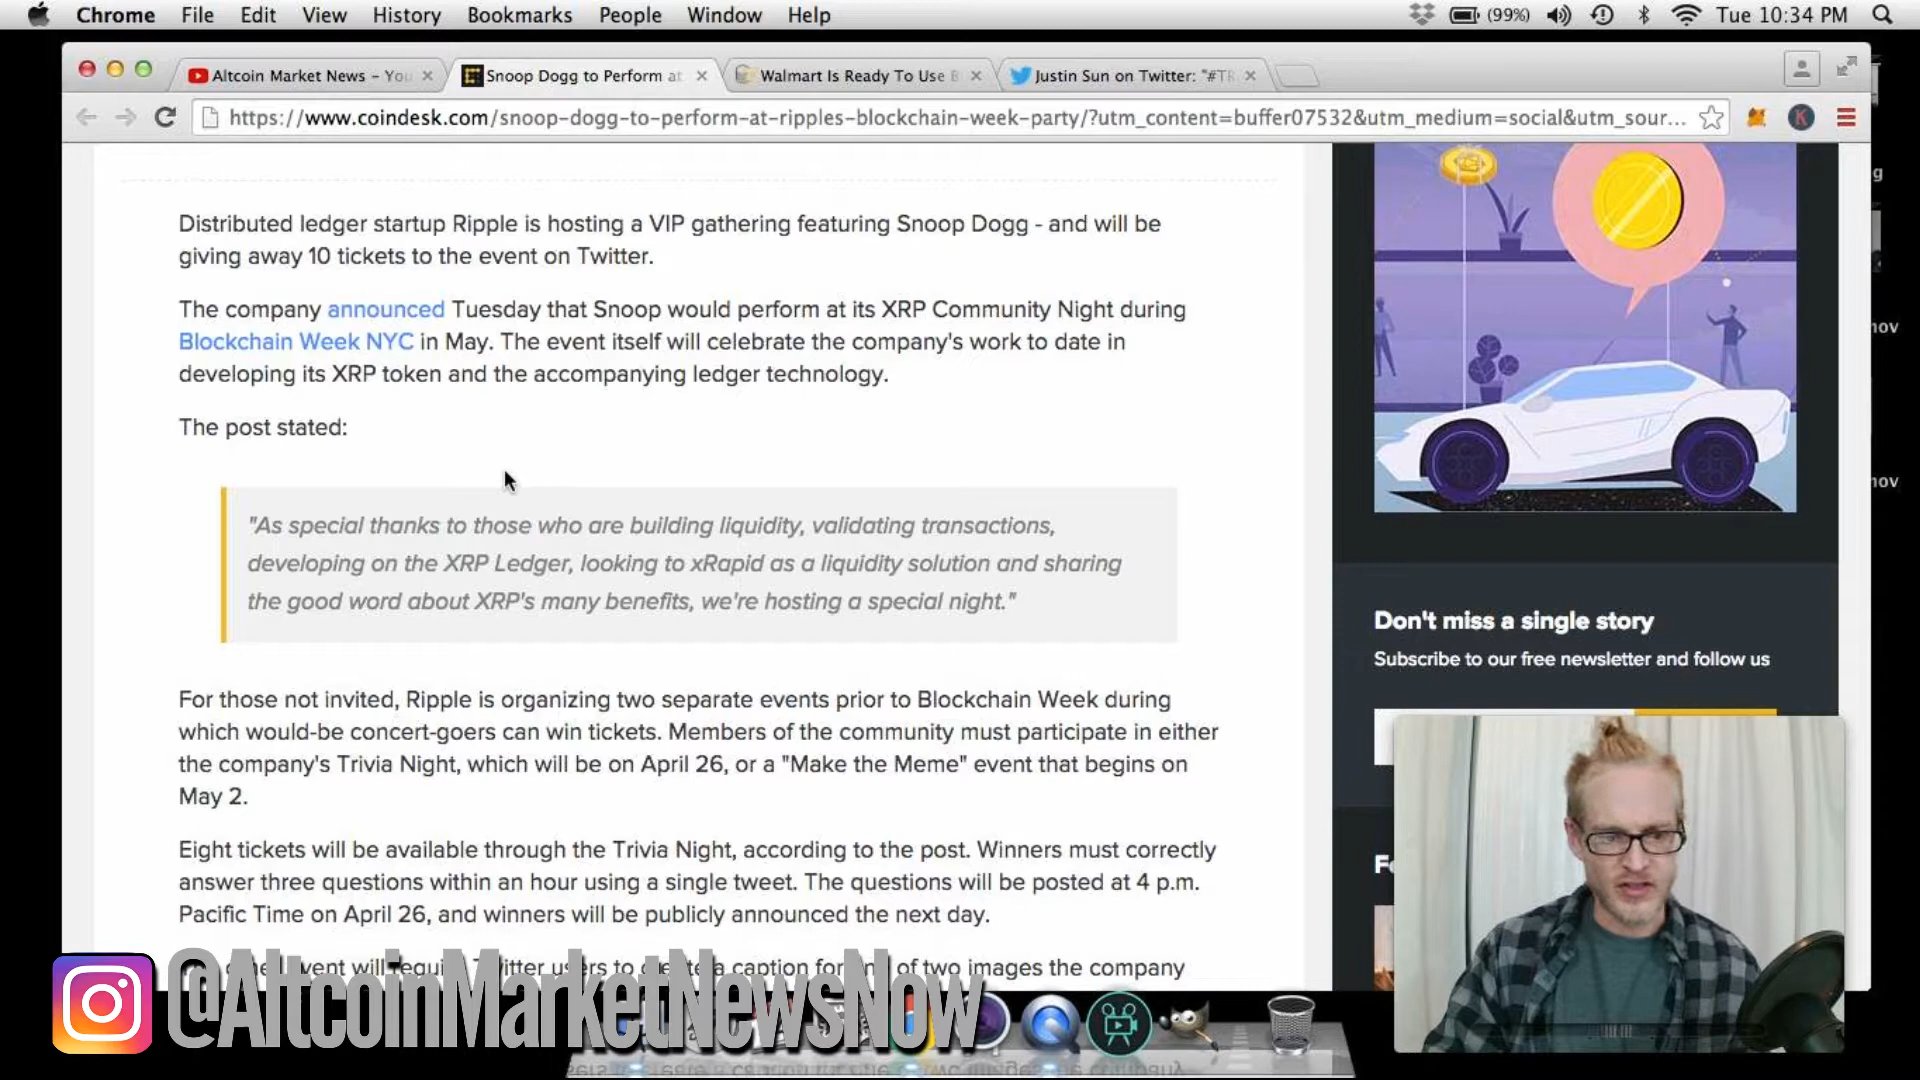 Chrome File Edit View History Bookmarks People Window Help (99%) Tue 10:34 PM
Altcoin Market News - You Snoop Dogg to Perform at Walmart Is Ready To Use B Justin Sun on Twitter: "#TR
https://www.coindesk.com/snoop-dogg-to-perform-at-ripples-blockchain-week-party/?utm_content=buffer07532&utm_medium=social&utm_sour...
Distributed ledger startup Ripple is hosting a VIP gathering featuring Snoop Dogg - and will be
giving away 10 tickets to the event on Twitter.
The company announced Tuesday that Snoop would perform at its XRP Community Night during
Blockchain Week NYC in May. The event itself will celebrate the company's work to date in
developing its XRP token and the accompanying ledger technology.
The post stated:
"As special thanks to those who are building liquidity, validating transactions,
developing on the XRP Ledger, looking to xRapid as a liquidity solution and sharing
the good word about XRP's many benefits, we're hosting a special night."
For those not invited, Ripple is organizing two separate events prior to Blockchain Week during
which would-be concert-goers can win tickets. Members of the community must participate in either
the company's Trivia Night, which will be on April 26, or a "Make the Meme" event that begins on
May 2.
Eight tickets will be available through the Trivia Night, according to the post. Winners must correctly
answer three questions within an hour using a single tweet. The questions will be posted at 4 p.m.
Pacific Time on April 26, and winners will be publicly announced the next day.
caption for of two images the company
Don't miss a single story
Subscribe to our free newsletter and follow us
@AltcoinMarketNewsNow